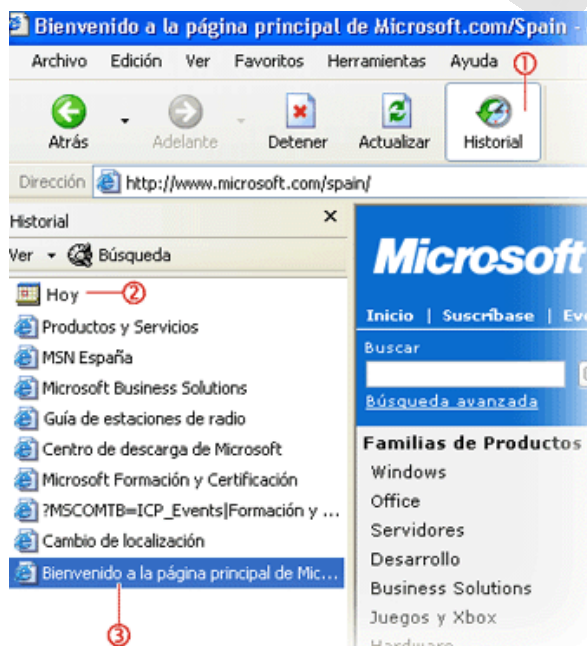 Bienvenido a la página principal de Microsoft.com/Spain -
Archivo Edición Ver Favoritos Herramientas Ayuda ①
Atrás Adelante Detener Actualizar Historial
Dirección http://www.microsoft.com/spain/
Historial x
Ver Búsqueda
Hoy ②
Productos y Servicios
MSN España
Microsoft Business Solutions
Guía de estaciones de radio
Centro de descarga de Microsoft
Microsoft Formación y Certificación
?MSCOMTB=ICP_Events|Formación y ...
Cambio de localización
Bienvenido a la página principal de Mic...
③
Microsoft
Inicio | Suscríbase | Eve
Buscar
Búsqueda avanzada
Familias de Productos
Windows
Office
Servidores
Desarrollo
Business Solutions
Juegos y Xbox
Hardware